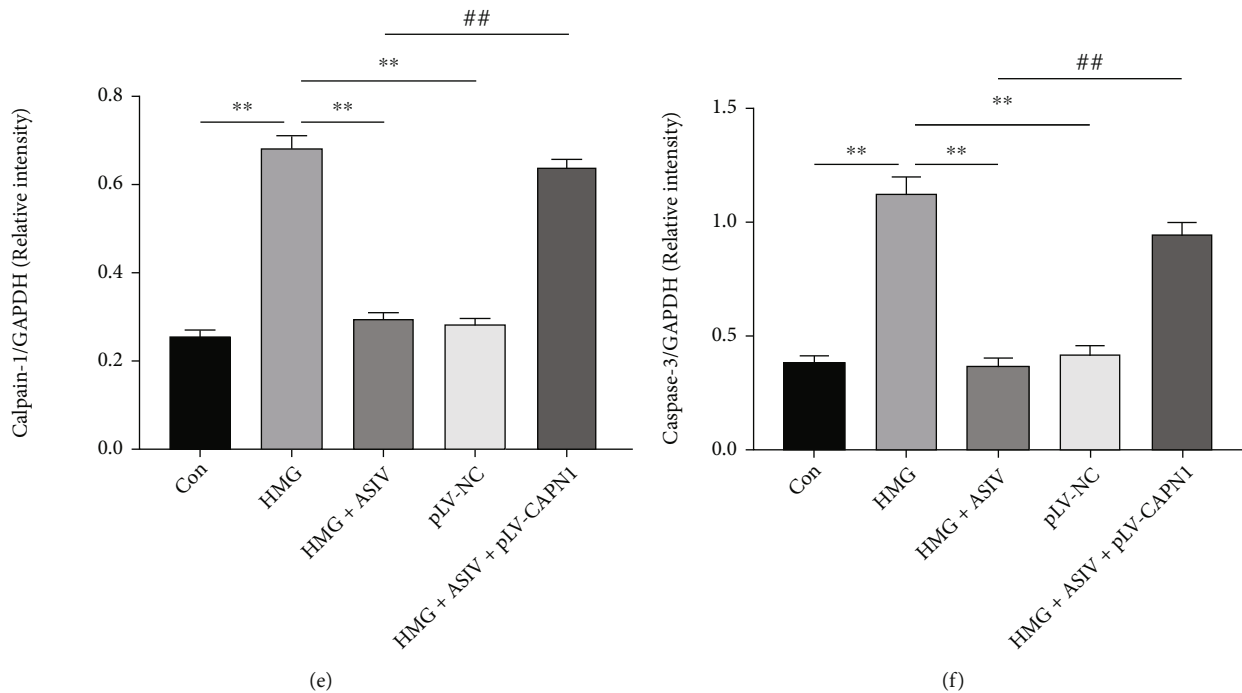 ##
**
**
**
Calpain-1/GAPDH (Relative intensity)
0.8
0.6
0.4
0.2
0.0
Con
HMG
HMG + ASIV
pLV-NC
HMG + ASIV + pLV-CAPN1
(e)
##
**
**
**
Caspase-3/GAPDH (Relative intensity)
1.5
1.0
0.5
0.0
Con
HMG
HMG + ASIV
pLV-NC
HMG + ASIV + pLV-CAPN1
(f)